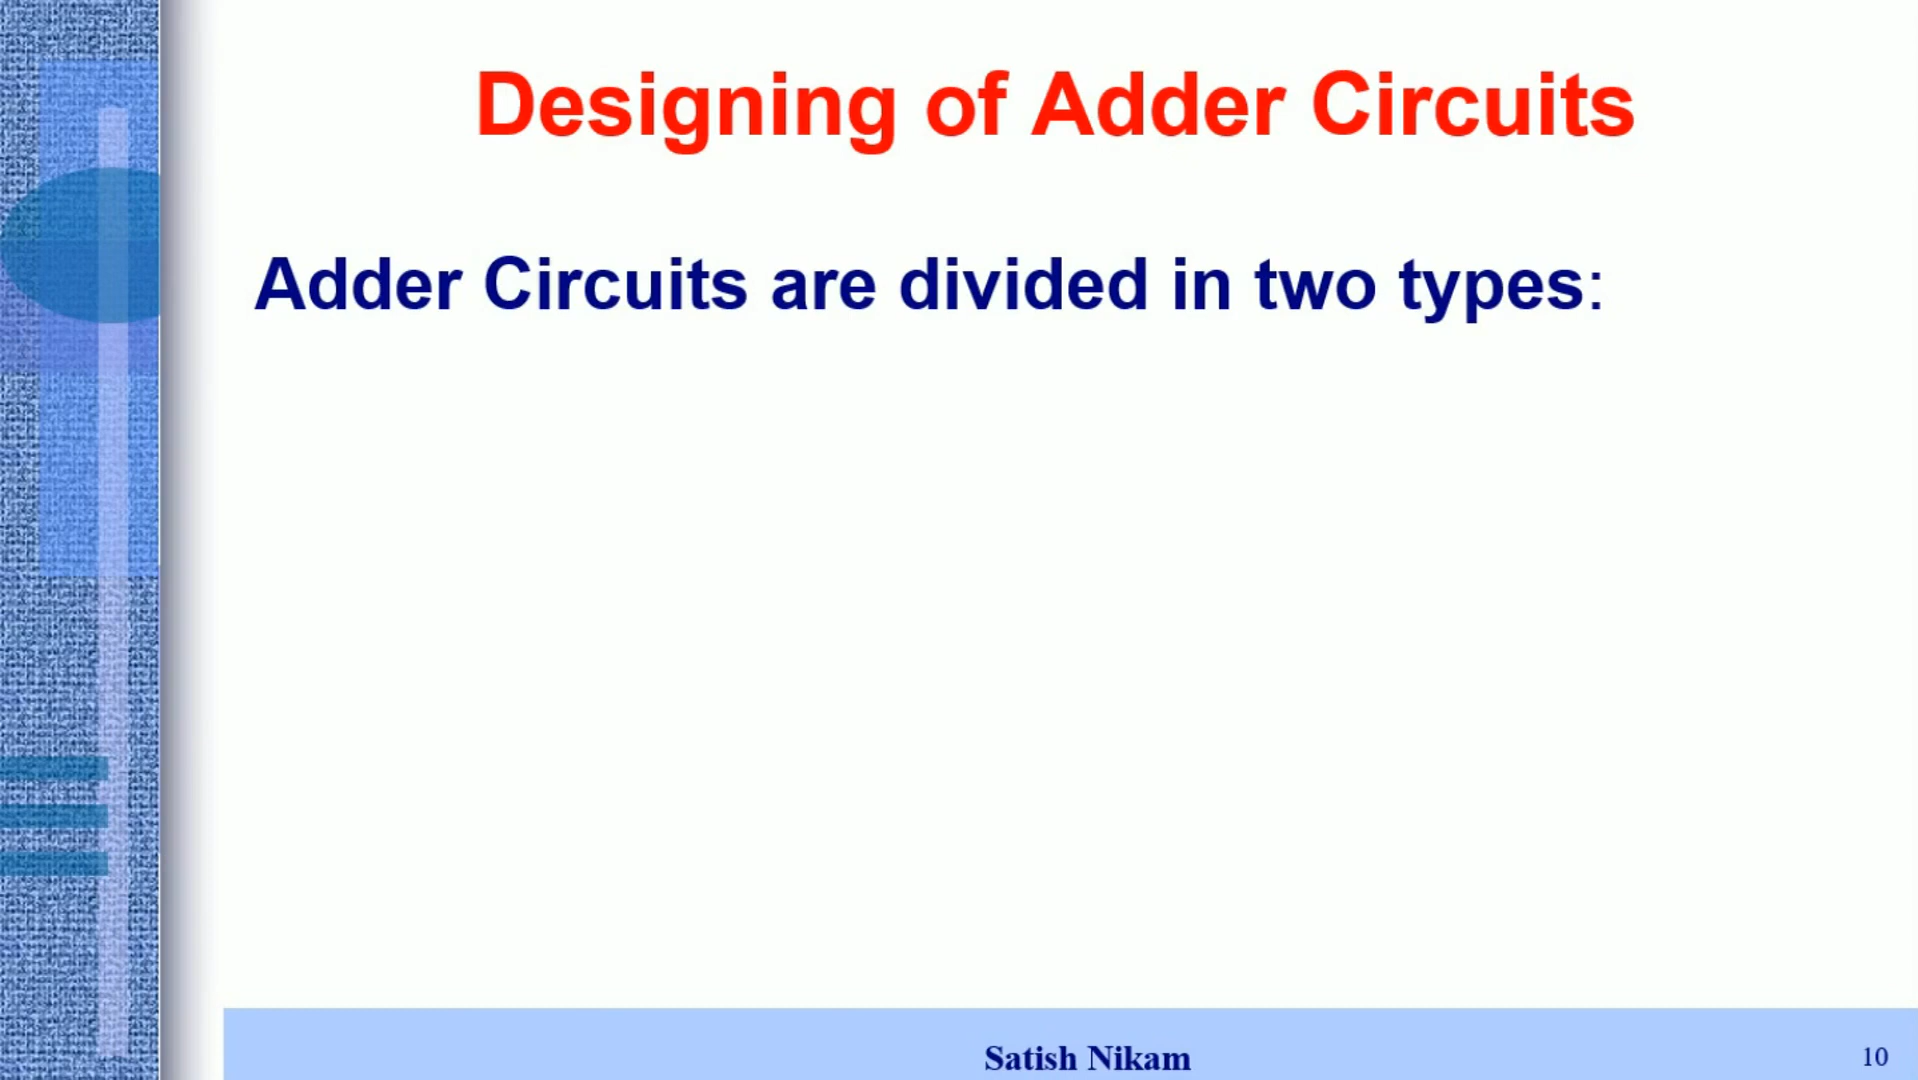 Designing of Adder Circuits
Adder Circuits are divided in two types:
Satish Nikam
10